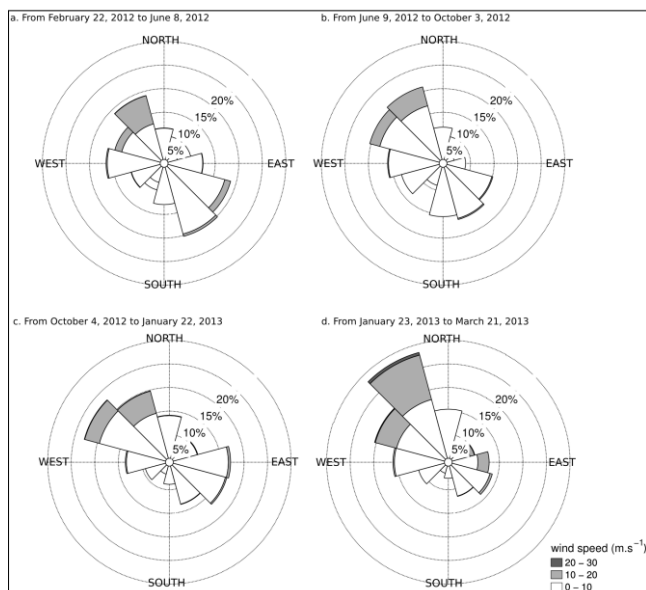 a. From February 22, 2012 to June 8, 2012
NORTH
20%
15%
10%
5%
WEST
EAST
SOUTH
b. From June 9, 2012 to October 3, 2012
NORTH
20%
15%
10%
5%
WEST
EAST
SOUTH
c. From October 4, 2012 to January 22, 2013
NORTH
20%
15%
10%
5%
WEST
EAST
SOUTH
d. From January 23, 2013 to March 21, 2013
NORTH
20%
15%
10%
5%
WEST
EAST
SOUTH
wind speed (m.s⁻¹)
20 – 30
10 – 20
0 – 10